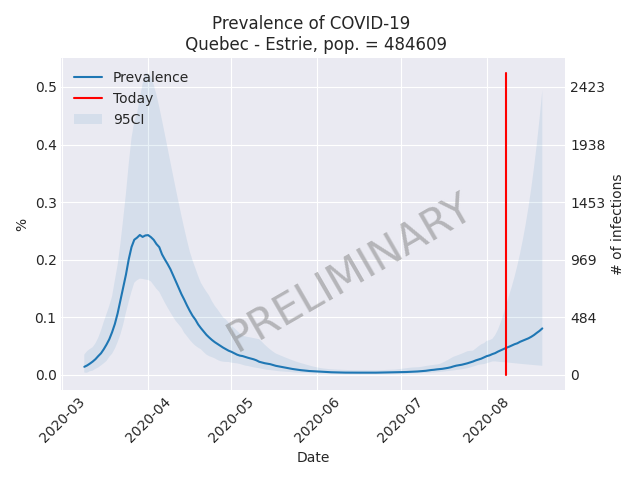 Prevalence of COVID-19
Quebec - Estrie, pop. = 484609
Prevalence
Today
95CI
PRELIMINARY
%
0.5
0.4
0.3
0.2
0.1
0.0
2423
1938
1453
969
484
0
# of infections
2020-03
2020-04
2020-05
2020-06
2020-07
2020-08
Date